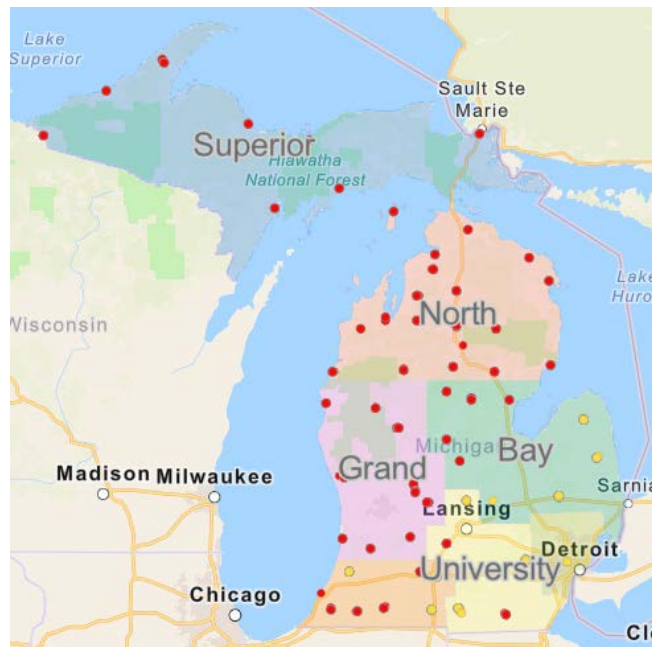 Lake
Superior
Sault Ste
Marie
Superior
Hiawatha
National Forest
Lake
Huro
North
Wisconsin
Michiga
Bay
Grand
Madison
Milwaukee
Sarnia
Lansing
University
Detroit
Chicago
Cl